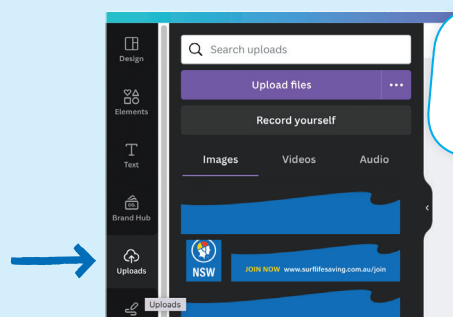 Design
Elements
Text
Brand Hub
Uploads
Uploads
Search uploads
Upload files
Record yourself
Images Videos Audio
NSW
JOIN NOW www.surflifesaving.com.au/join